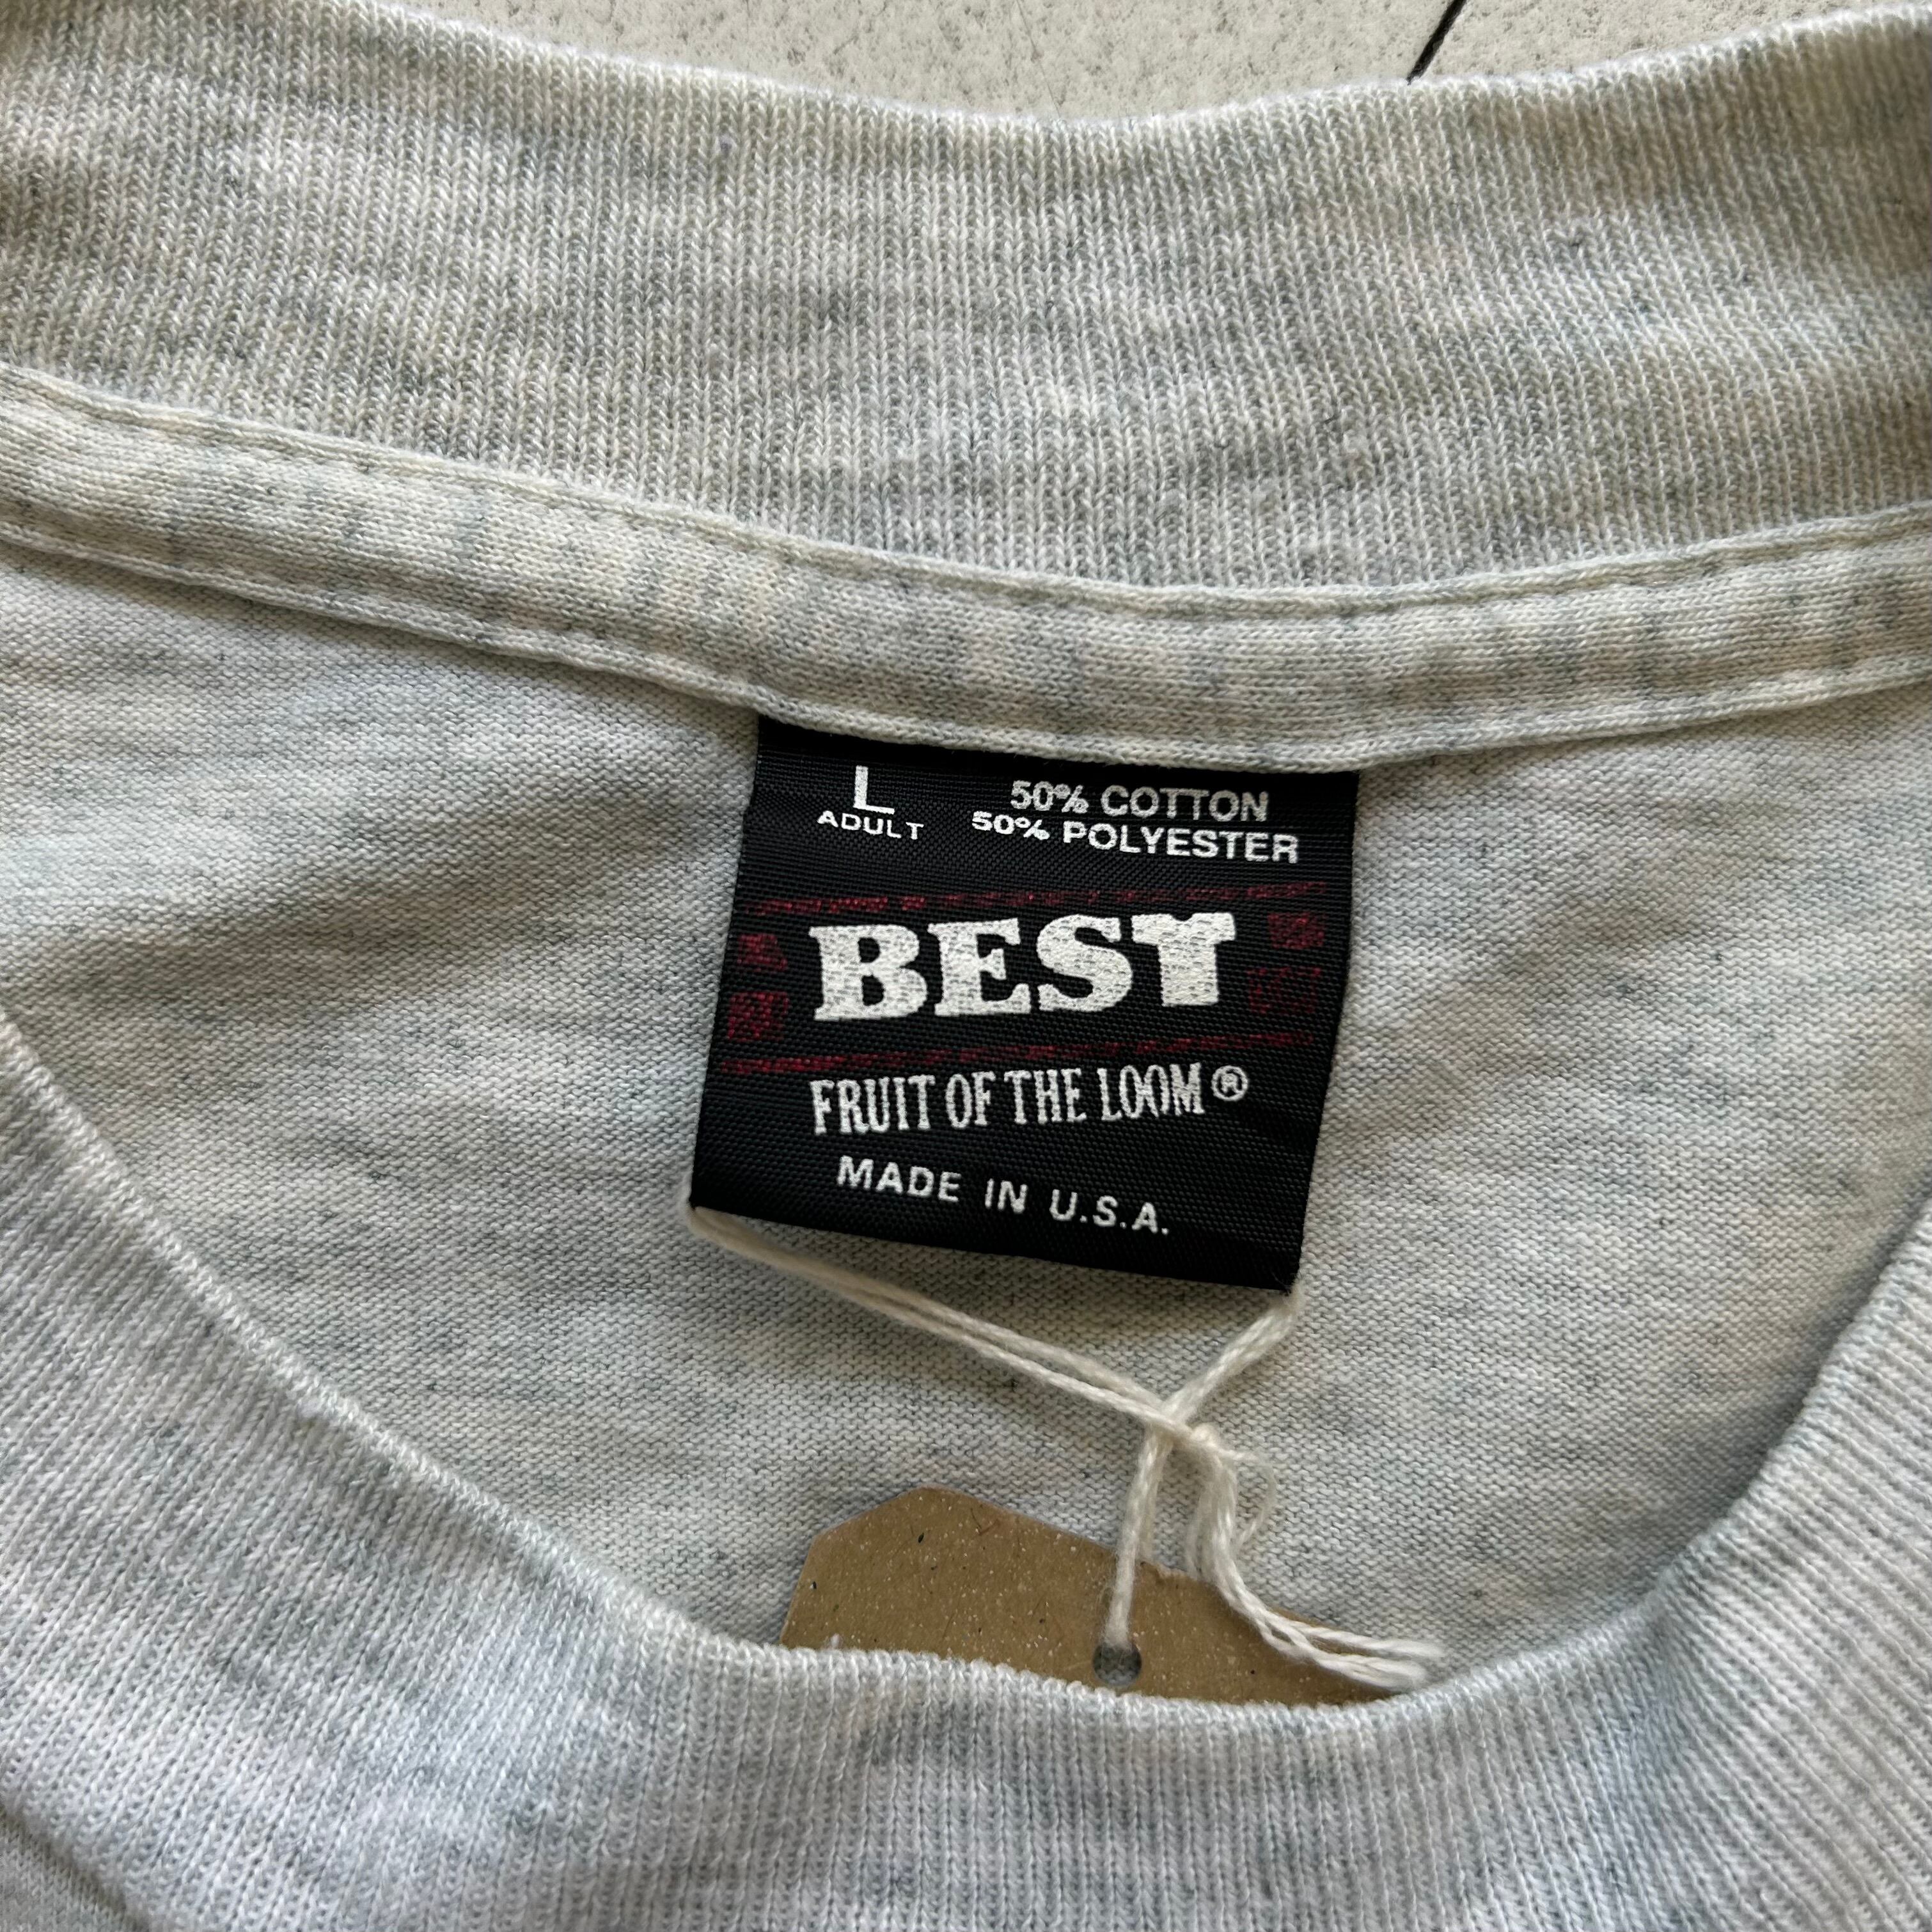 L
ADULT
50% COTTON
50% POLYESTER
BEST
FRUIT OF THE LOOM®
MADE IN U.S.A.